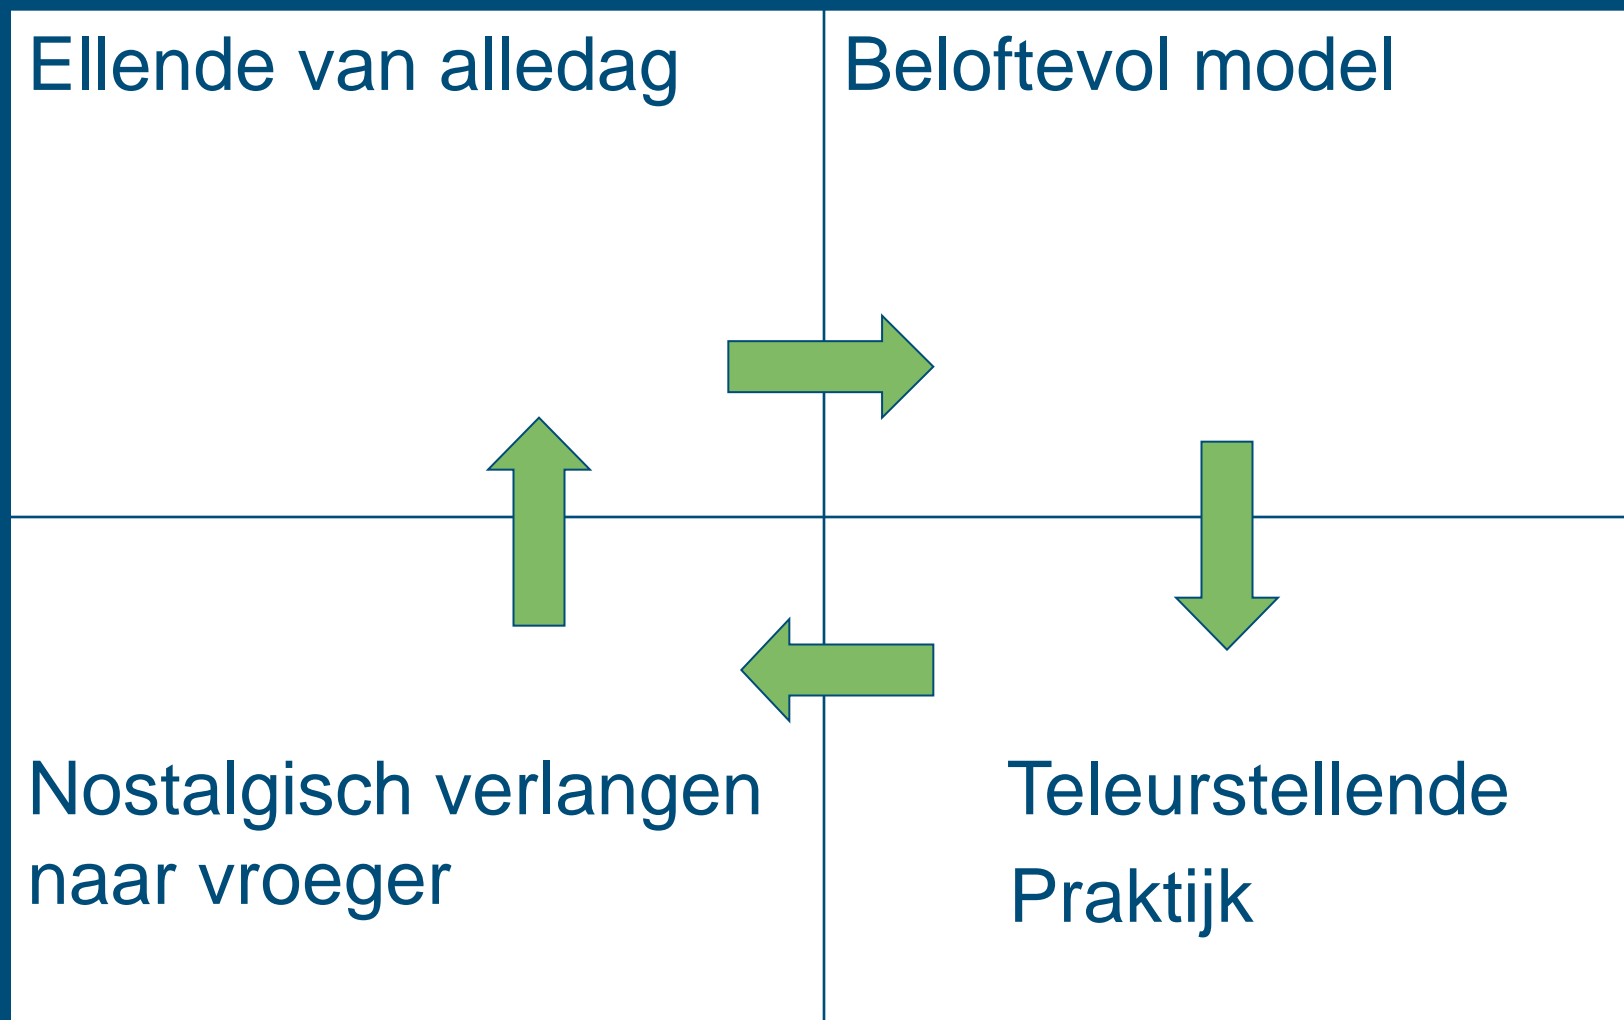 Ellende van alledag
Beloftevol model
Nostalgisch verlangen
naar vroeger
Teleurstellende
Praktijk